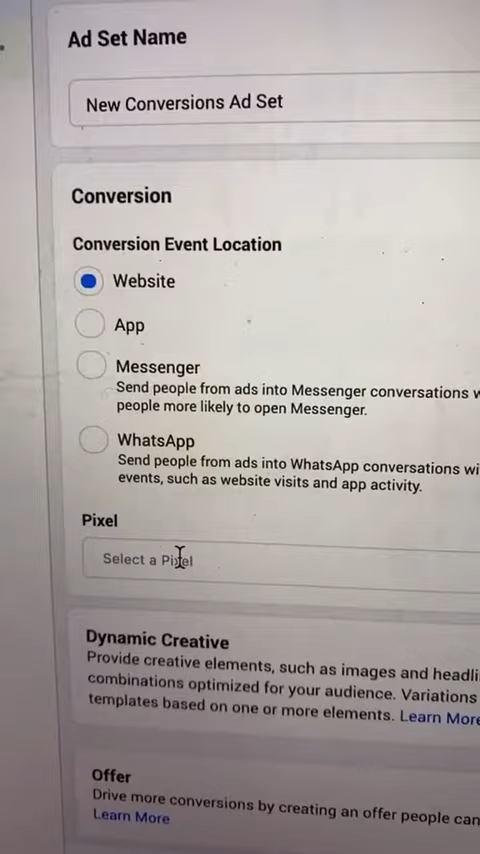 Ad Set Name
New Conversions Ad Set
Conversion
Conversion Event Location
Website
App
Messenger
Send people from ads into Messenger conversations
people more likely to open Messenger.
WhatsApp
Send people from ads into WhatsApp conversations wi
events, such as website visits and app activity.
Pixel
Select a Pixel
Dynamic Creative
Provide creative elements, such as images and headli
combinations optimized for your audience. Variations
templates based on one or more elements. Learn More
Offer
Drive more conversions by creating an offer people can
Learn More